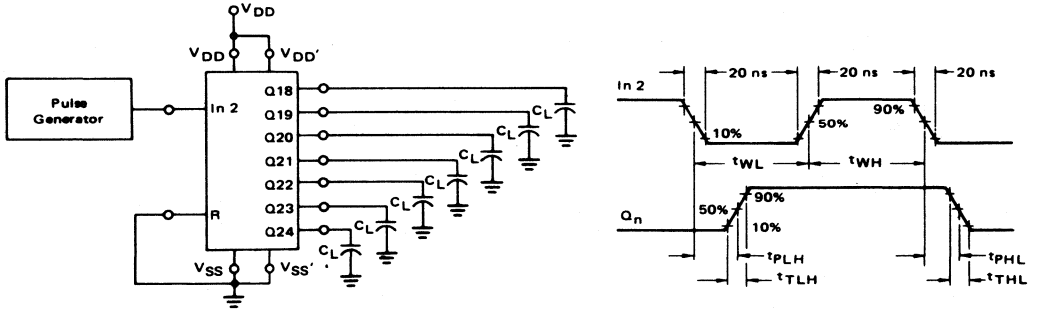 VDD
VDD VDD'
Pulse
Generator
In 2
R
Q18
Q19
Q20
Q21
Q22
Q23
Q24
CL
CL
CL
CL
CL
CL
CL
VSS VSS'
In 2
20 ns 20 ns 20 ns
10% 50% 90%
tWL tWH
Qn
50% 90%
10%
tPLH tPHL
tTLH tTHL